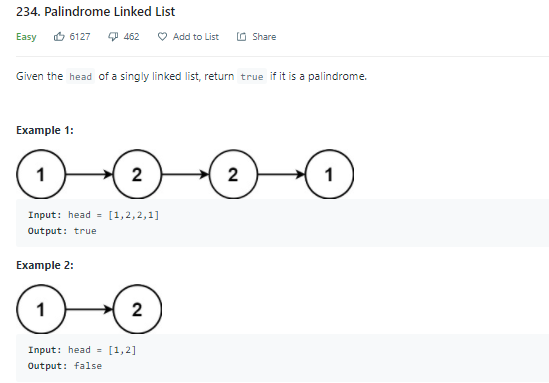 234. Palindrome Linked List
Easy 6127 462 Add to List Share
Given the head of a singly linked list, return true if it is a palindrome.
Example 1:
1 2 2 1
Input: head = [1,2,2,1]
Output: true
Example 2:
1 2
Input: head = [1,2]
Output: false